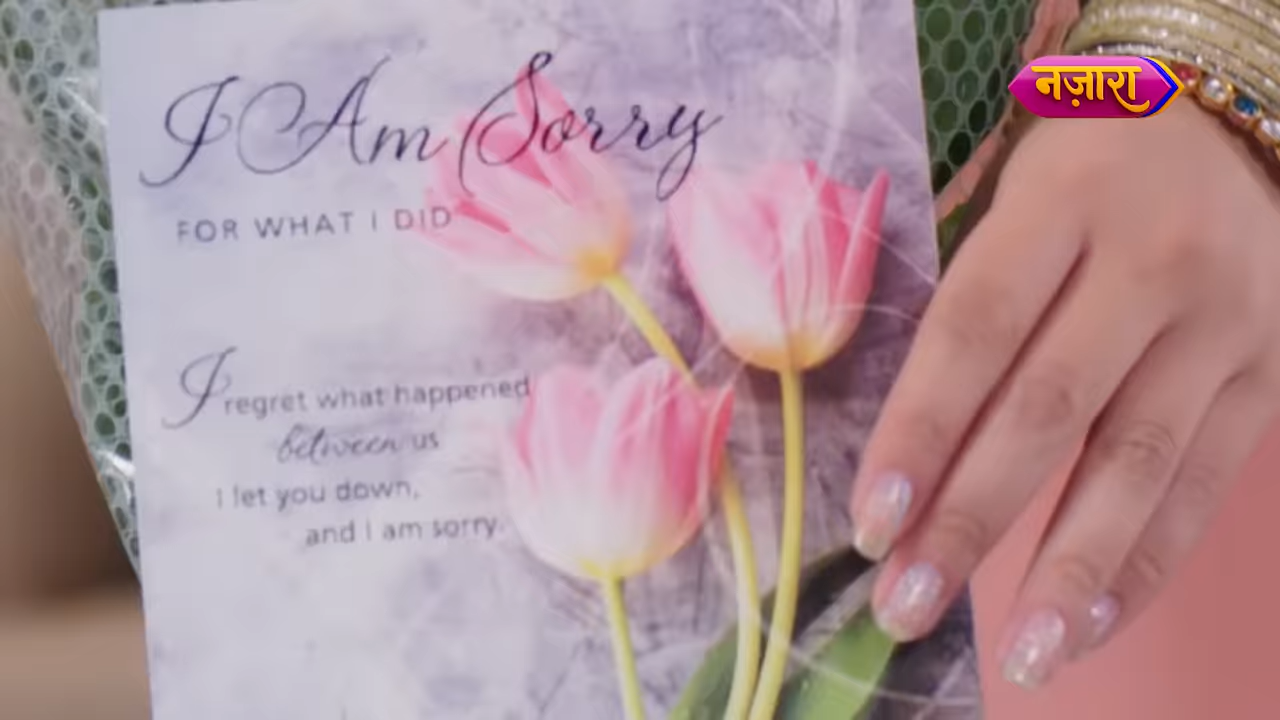 I Am Sorry
FOR WHAT I DID
I regret what happened
between us
I let you down,
and I am sorry.
नज़ारा